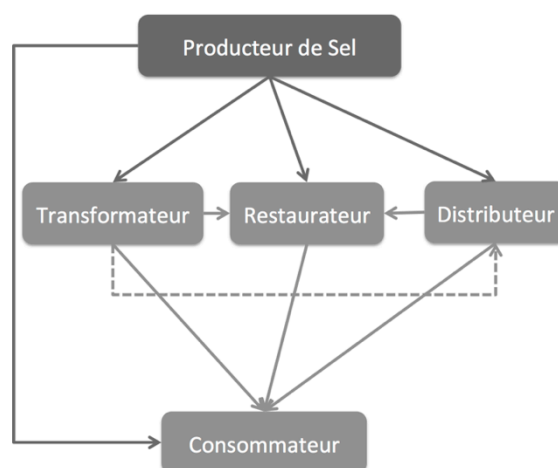 Producteur de Sel
Transformateur
Restaurateur
Distributeur
Consommateur